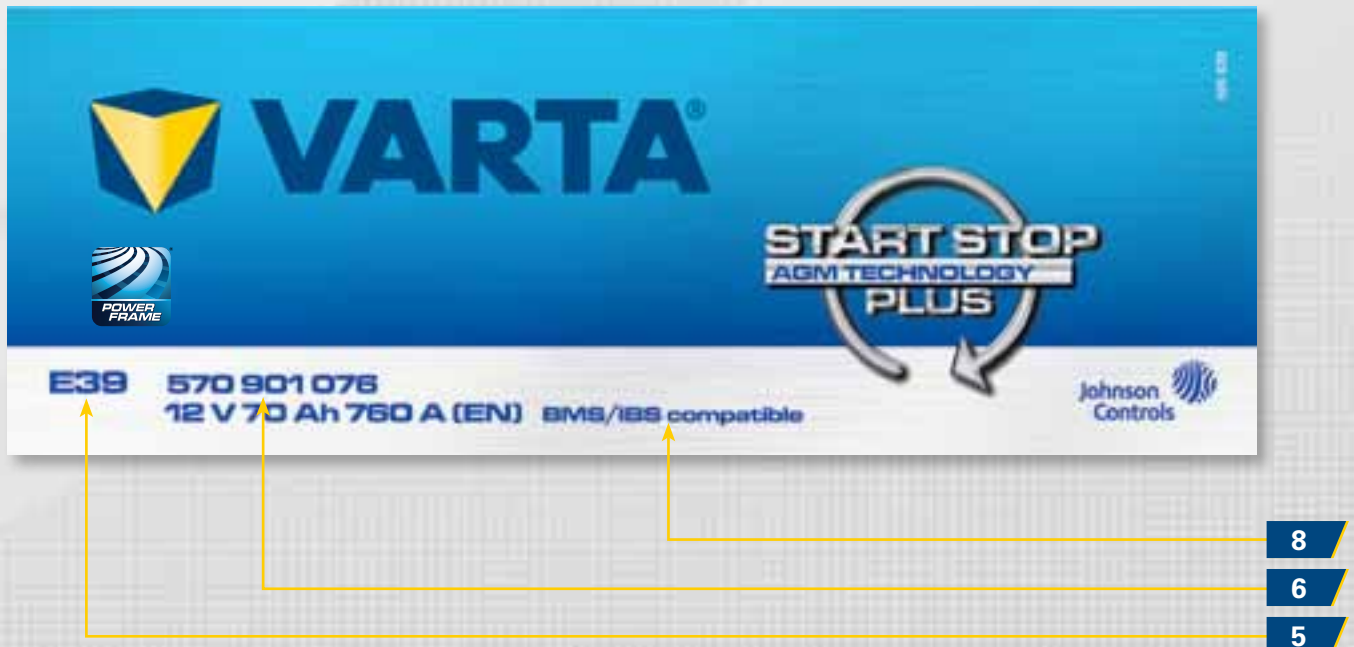 VARTA®
START STOP
AGM TECHNOLOGY
PLUS
POWER
FRAME
E39 570 901 076
12 V 70 Ah 760 A (EN) BMS/IBS compatible
Johnson
Controls
8
6
5